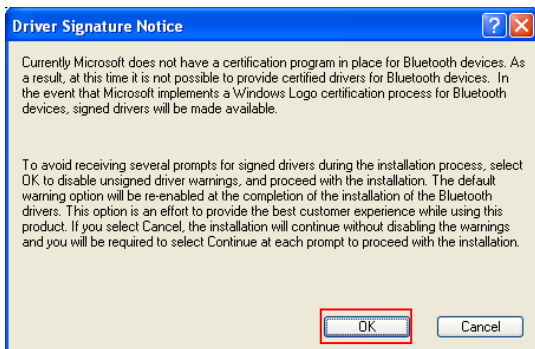 Driver Signature Notice
Currently Microsoft does not have a certification program in place for Bluetooth devices. As
a result, at this time it is not possible to provide certified drivers for Bluetooth devices. In
the event that Microsoft implements a Windows Logo certification process for Bluetooth
devices, signed drivers will be made available.
To avoid receiving several prompts for signed drivers during the installation process, select
OK to disable unsigned driver warnings, and proceed with the installation. The default
warning option will be re-enabled at the completion of the installation of the Bluetooth
drivers. This option is an effort to provide the best customer experience while using this
product. If you select Cancel, the installation will continue without disabling the warnings
and you will be required to select Continue at each prompt to proceed with the installation.
OK Cancel